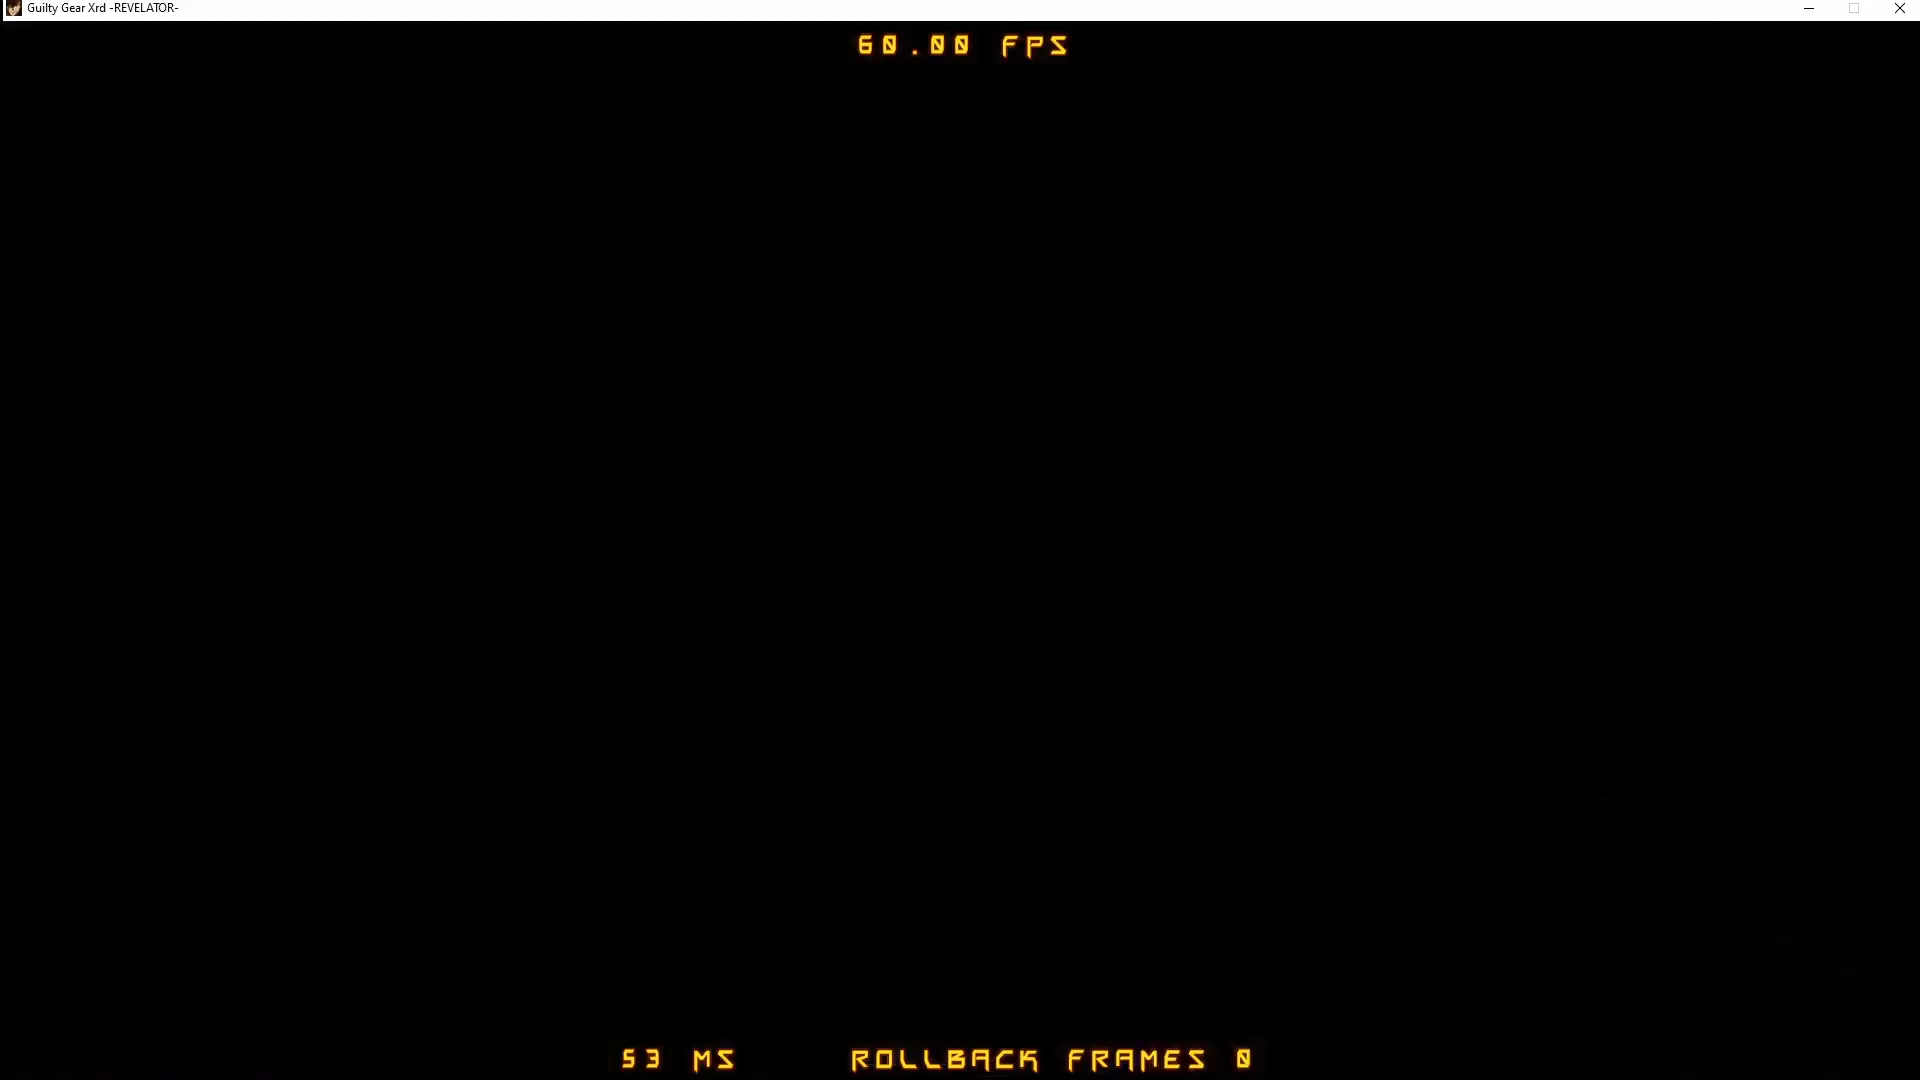 Guilty Gear Xrd -REVELATOR-
60.00 FPS
53 MS ROLLBACK FRAMES 0